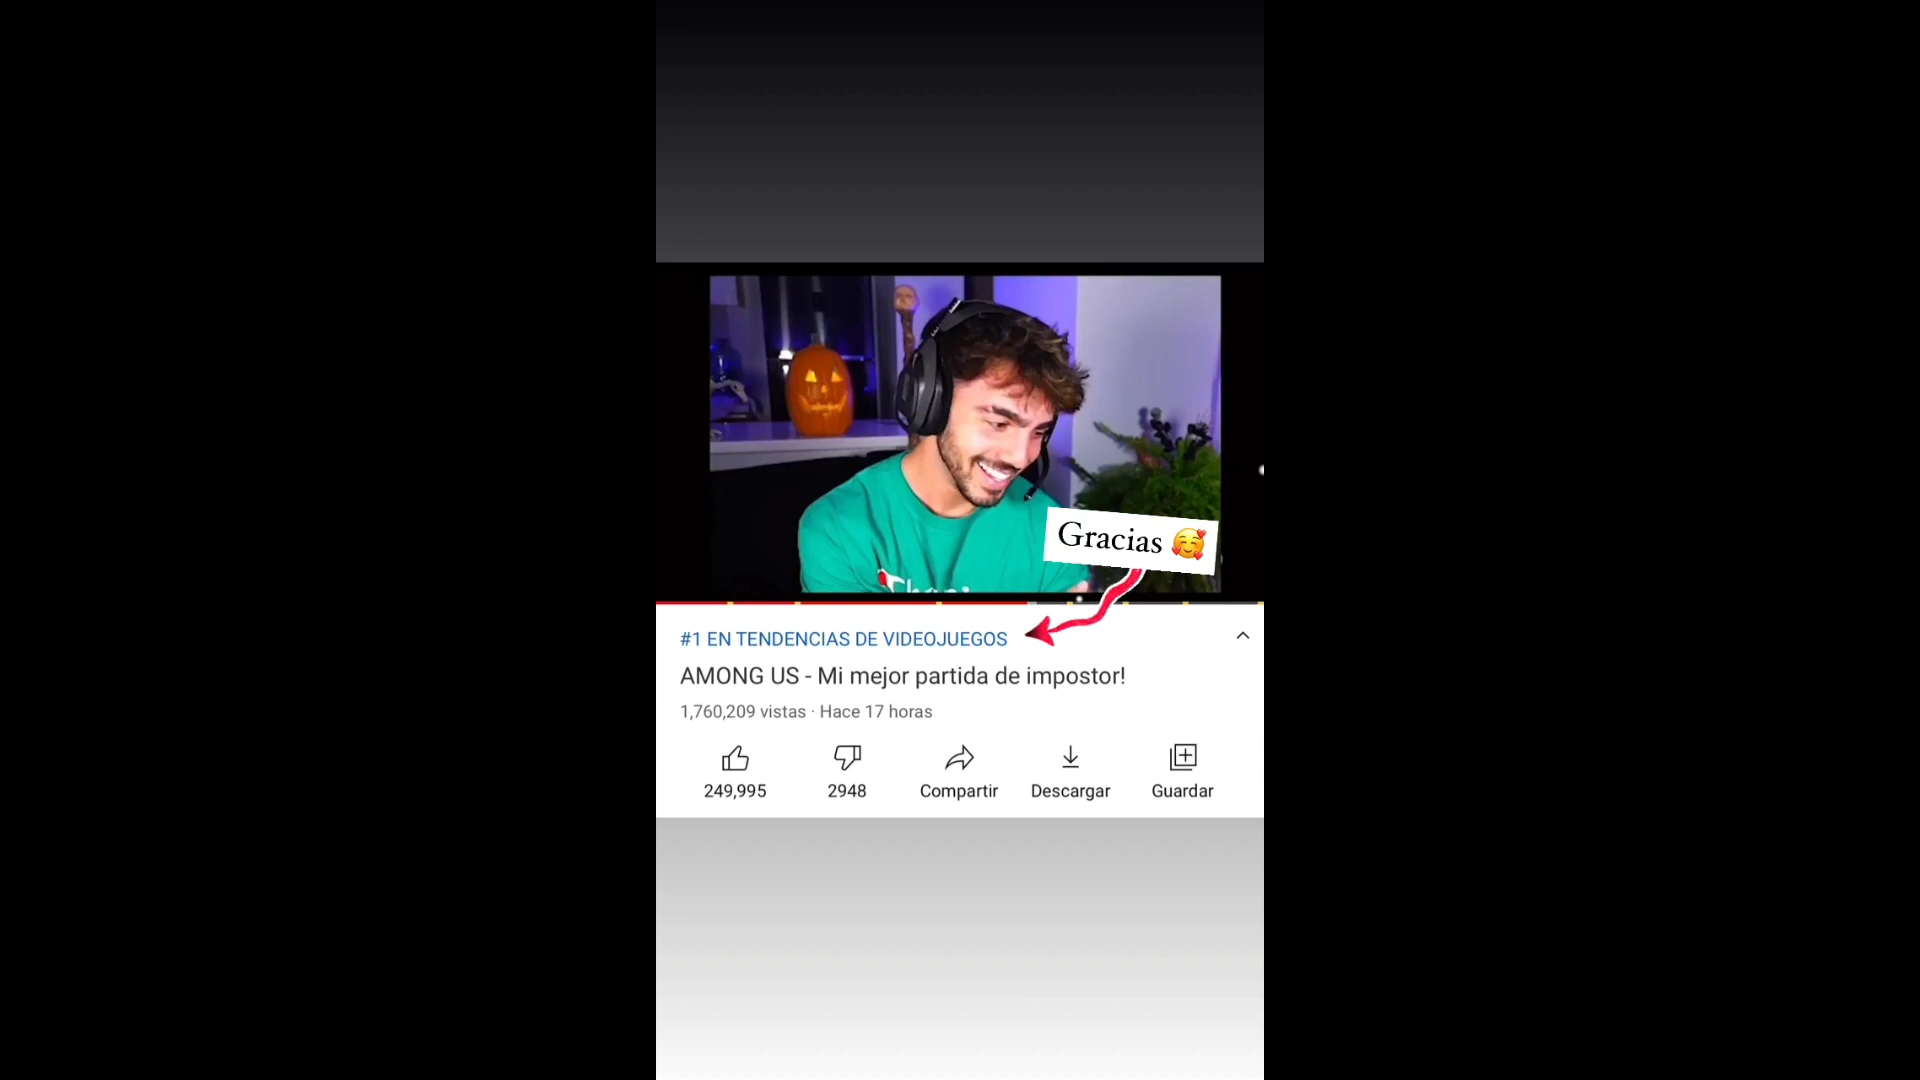 Gracias 🥰
#1 EN TENDENCIAS DE VIDEOJUEGOS
AMONG US - Mi mejor partida de impostor!
1,760,209 vistas · Hace 17 horas
249,995
2948
Compartir
Descargar
Guardar